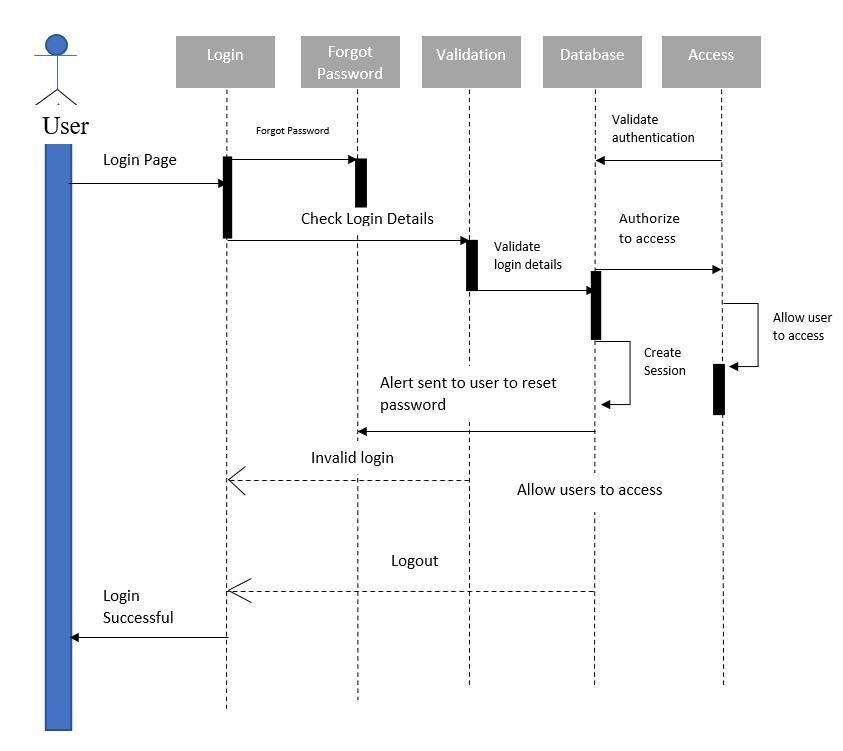 Login
Forgot
Password
Validation
Database
Access
User
Forgot Password
Validate
authentication
Login Page
Check Login Details
Authorize
to access
Validate
login details
Allow user
to access
Create
Session
Alert sent to user to reset
password
Invalid login
Allow users to access
Logout
Login
Successful